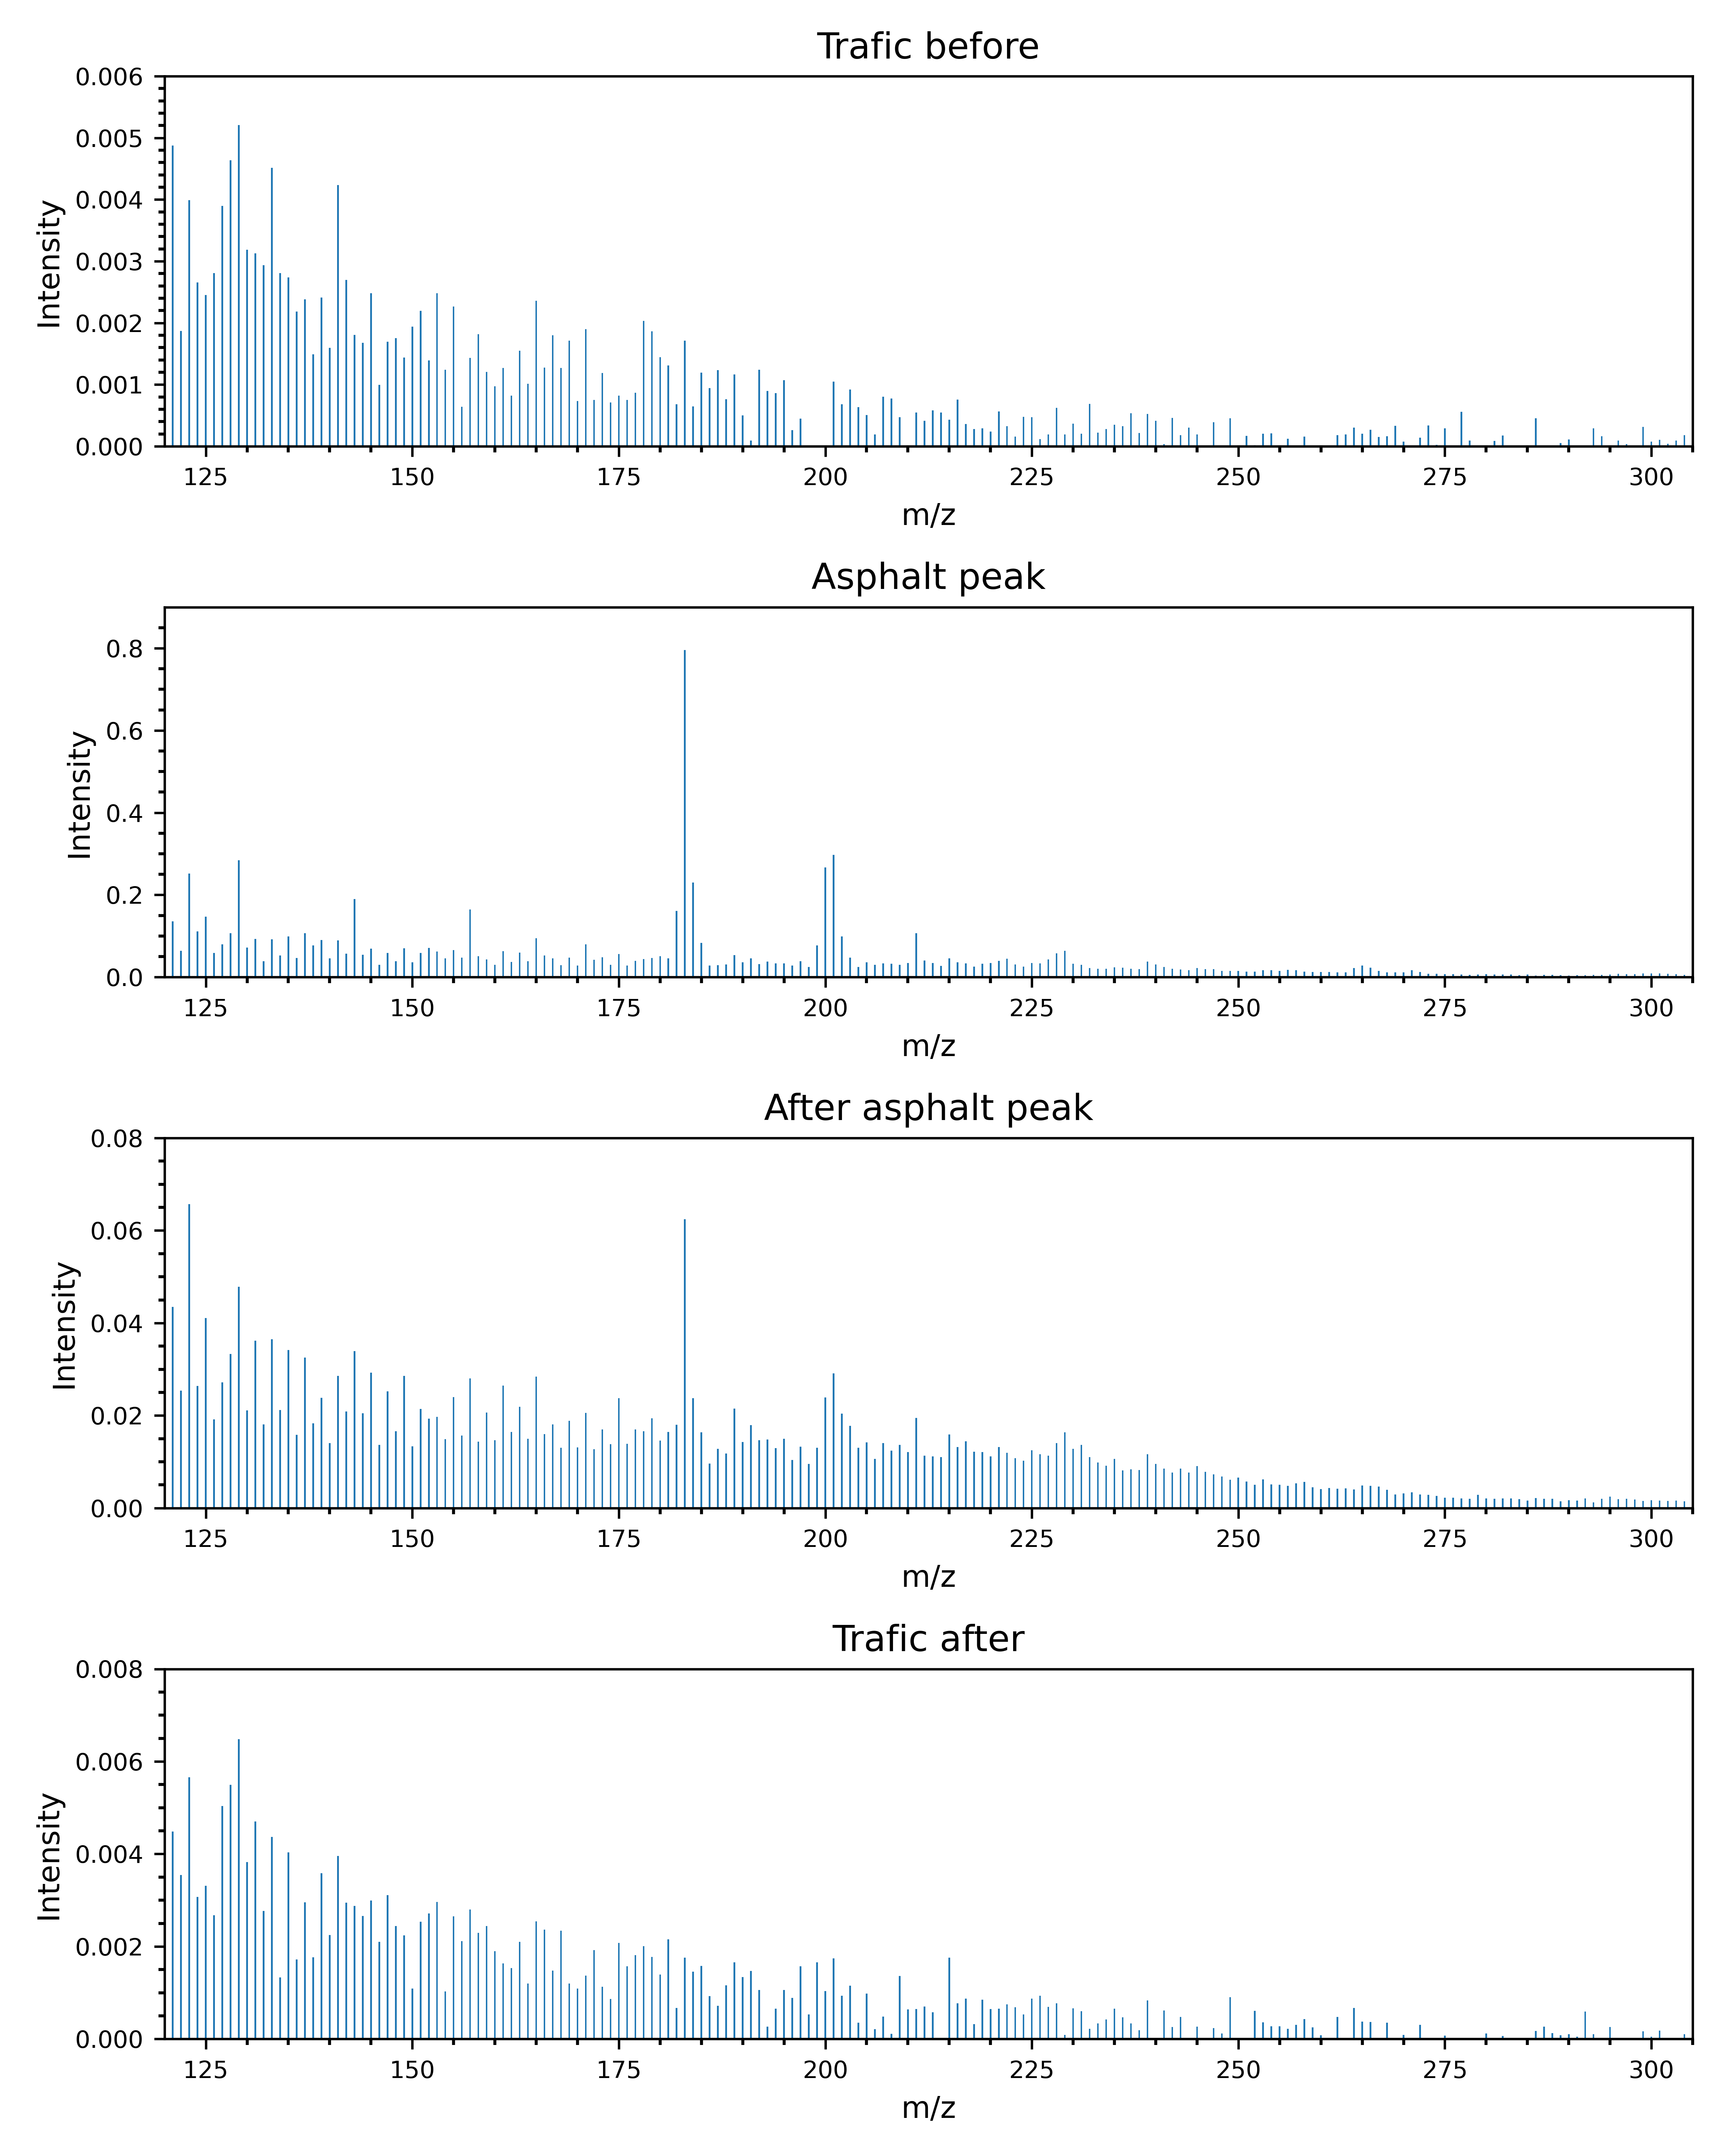 Trafic before
0.006
0.005
0.004
0.003
0.002
0.001
0.000
Intensity
125 150 175 200 225 250 275 300
m/z
Asphalt peak
0.8
0.6
0.4
0.2
0.0
Intensity
125 150 175 200 225 250 275 300
m/z
After asphalt peak
0.08
0.06
0.04
0.02
0.00
Intensity
125 150 175 200 225 250 275 300
m/z
Trafic after
0.008
0.006
0.004
0.002
0.000
Intensity
125 150 175 200 225 250 275 300
m/z